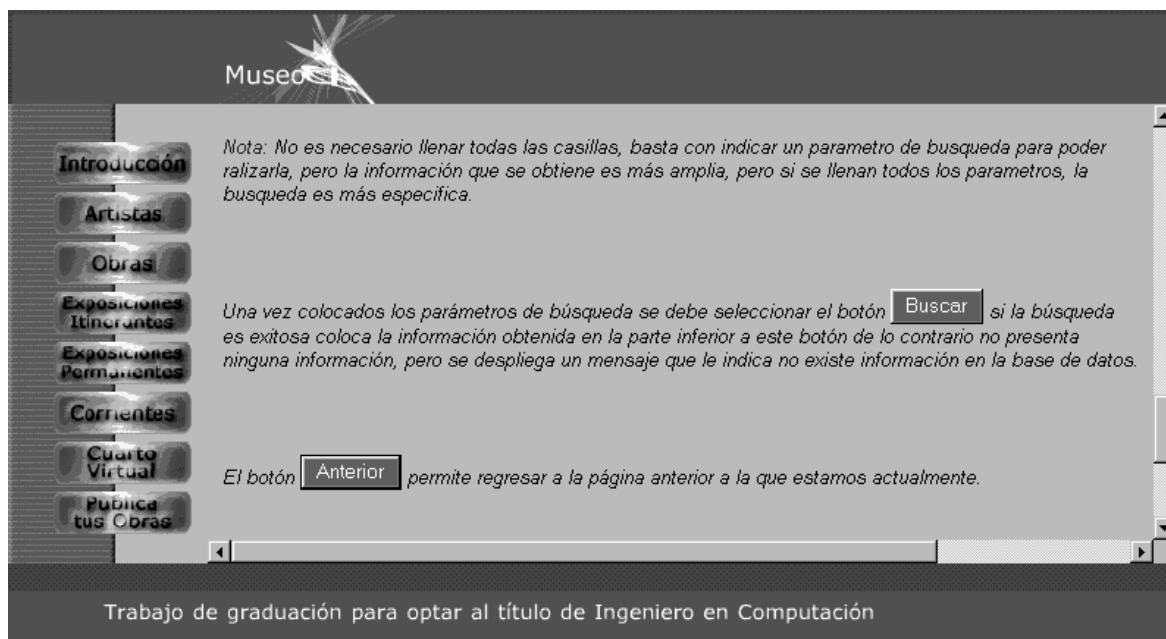 Museo
Introducción
Artistas
Obras
Exposiciones
Itinerantes
Exposiciones
Permanentes
Corrientes
Cuarto
Virtual
Publica
tus Obras
Nota: No es necesario llenar todas las casillas, basta con indicar un parametro de busqueda para poder
ralizarla, pero la información que se obtiene es más amplia, pero si se llenan todos los parametros, la
busqueda es más especifica.
Una vez colocados los parámetros de búsqueda se debe seleccionar el botón Buscar si la búsqueda
es exitosa coloca la información obtenida en la parte inferior a este botón de lo contrario no presenta
ninguna información, pero se despliega un mensaje que le indica no existe información en la base de datos.
El botón Anterior permite regresar a la página anterior a la que estamos actualmente.
Trabajo de graduación para optar al título de Ingeniero en Computación